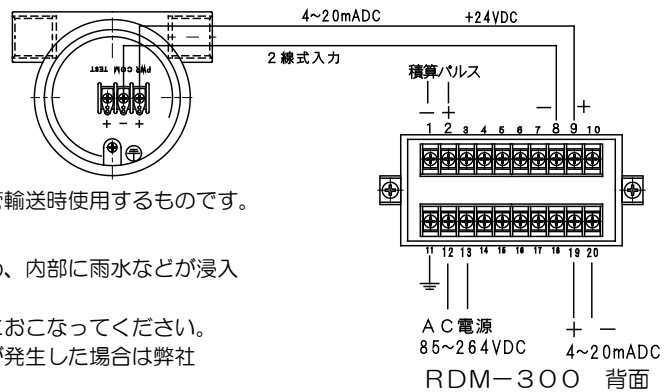 4~20mADC +24VDC
2線式入力
積算パルス
TEST COM PWR
+ − +
− + − +
1 2 3 4 5 6 7 8 9 10
輸送時使用するものです。
、内部に雨水などが浸入
おこなってください。
発生した場合は弊社
11 12 13 14 15 16 17 18 19 20
AC電源
85~264VDC
+ −
4~20mADC
RDM−300 背面